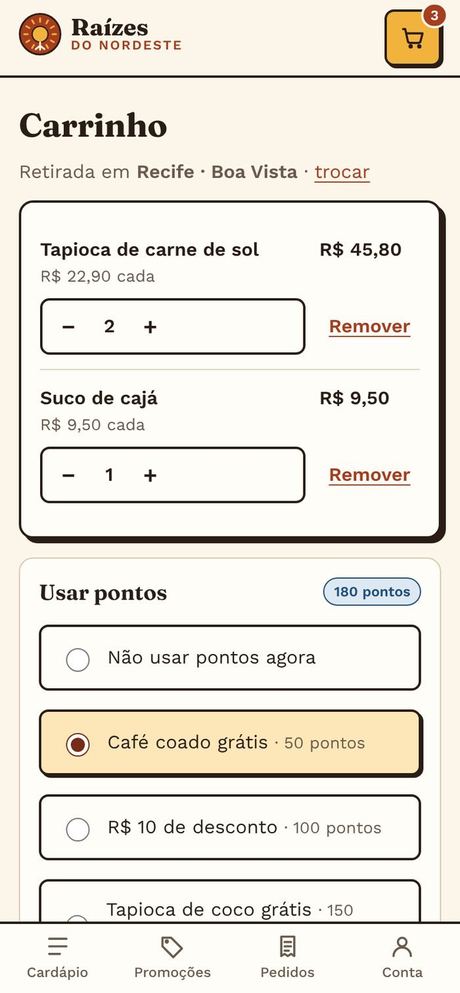 Raízes
DO NORDESTE
3
Carrinho
Retirada em Recife · Boa Vista · trocar
Tapioca de carne de sol R$ 45,80
R$ 22,90 cada
− 2 + Remover
Suco de cajá R$ 9,50
R$ 9,50 cada
− 1 + Remover
Usar pontos 180 pontos
Não usar pontos agora
Café coado grátis · 50 pontos
R$ 10 de desconto · 100 pontos
Tapioca de coco grátis · 150
Cardápio Promoções Pedidos Conta